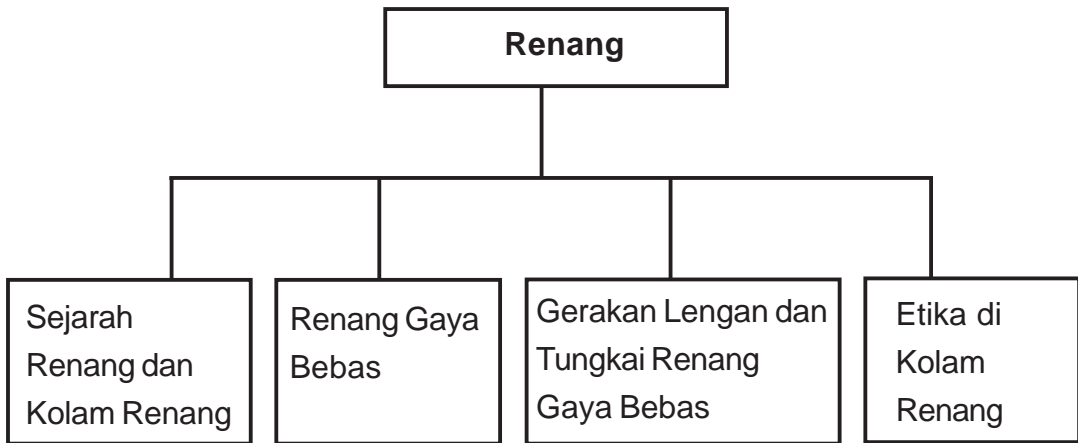 Renang
Sejarah
Renang dan
Kolam Renang
Renang Gaya
Bebas
Gerakan Lengan dan
Tungkai Renang
Gaya Bebas
Etika di
Kolam
Renang